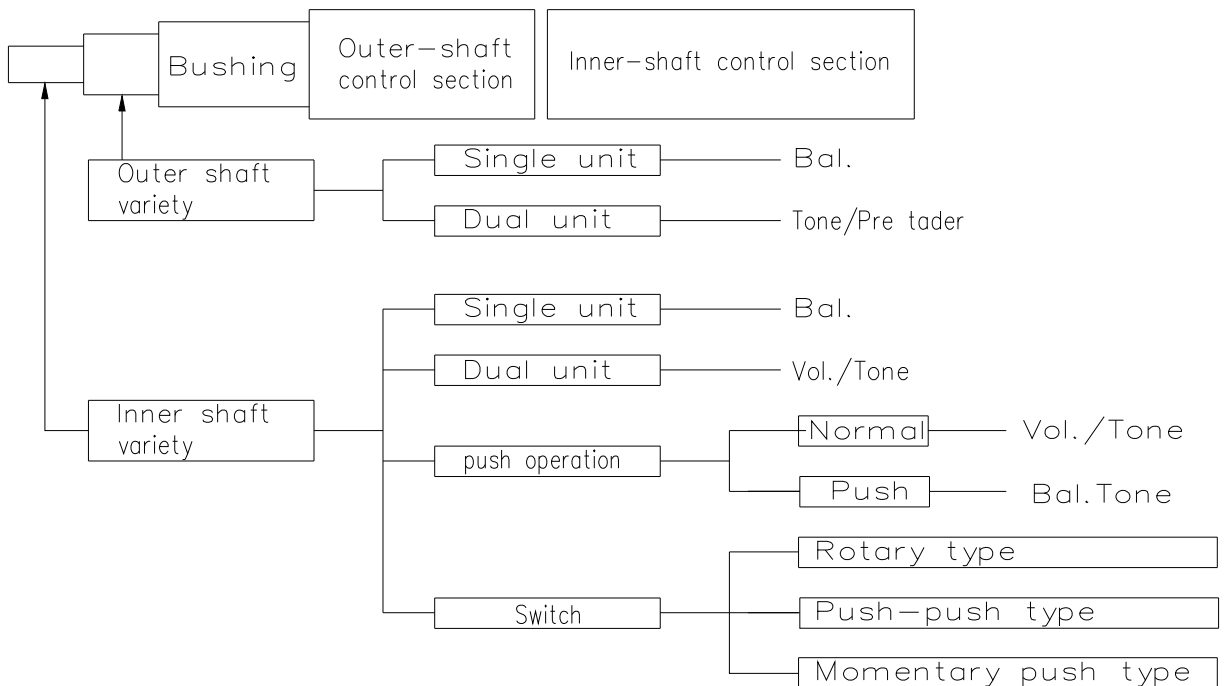 Bushing
Outer-shaft
control section
Inner-shaft control section
Outer shaft
variety
Single unit
Bal.
Dual unit
Tone/Pre tader
Single unit
Bal.
Dual unit
Vol./Tone
Inner shaft
variety
push operation
Normal
Vol./Tone
Push
Bal.Tone
Switch
Rotary type
Push-push type
Momentary push type